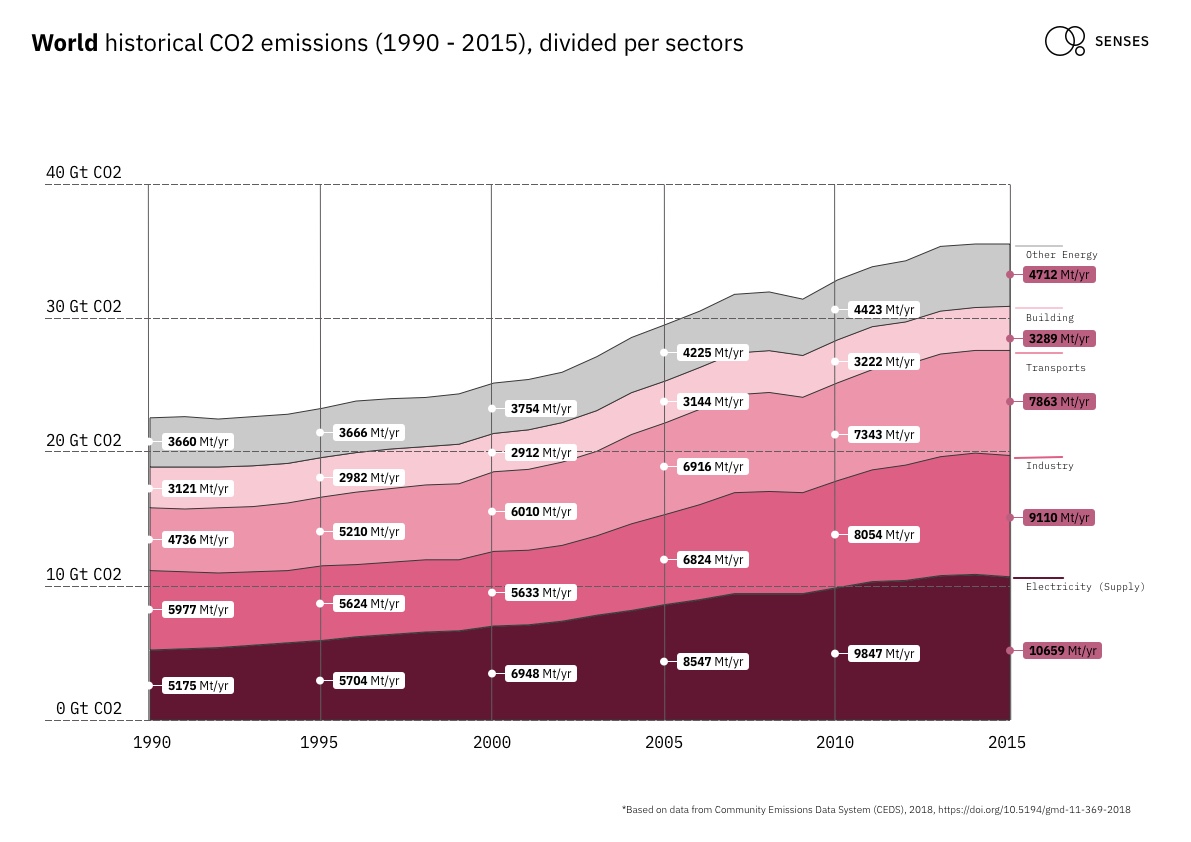 World historical CO2 emissions (1990 - 2015), divided per sectors
SENSES
40 Gt CO2
30 Gt CO2
20 Gt CO2
10 Gt CO2
0 Gt CO2
3660 Mt/yr
3121 Mt/yr
4736 Mt/yr
5977 Mt/yr
5175 Mt/yr
3666 Mt/yr
2982 Mt/yr
5210 Mt/yr
5624 Mt/yr
5704 Mt/yr
3754 Mt/yr
2912 Mt/yr
6010 Mt/yr
5633 Mt/yr
6948 Mt/yr
4225 Mt/yr
3144 Mt/yr
6916 Mt/yr
6824 Mt/yr
8547 Mt/yr
4423 Mt/yr
3222 Mt/yr
7343 Mt/yr
8054 Mt/yr
9847 Mt/yr
Other Energy
4712 Mt/yr
Building
3289 Mt/yr
Transports
7863 Mt/yr
Industry
9110 Mt/yr
Electricity (Supply)
10659 Mt/yr
1990 1995 2000 2005 2010 2015
*Based on data from Community Emissions Data System (CEDS), 2018, https://doi.org/10.5194/gmd-11-369-2018